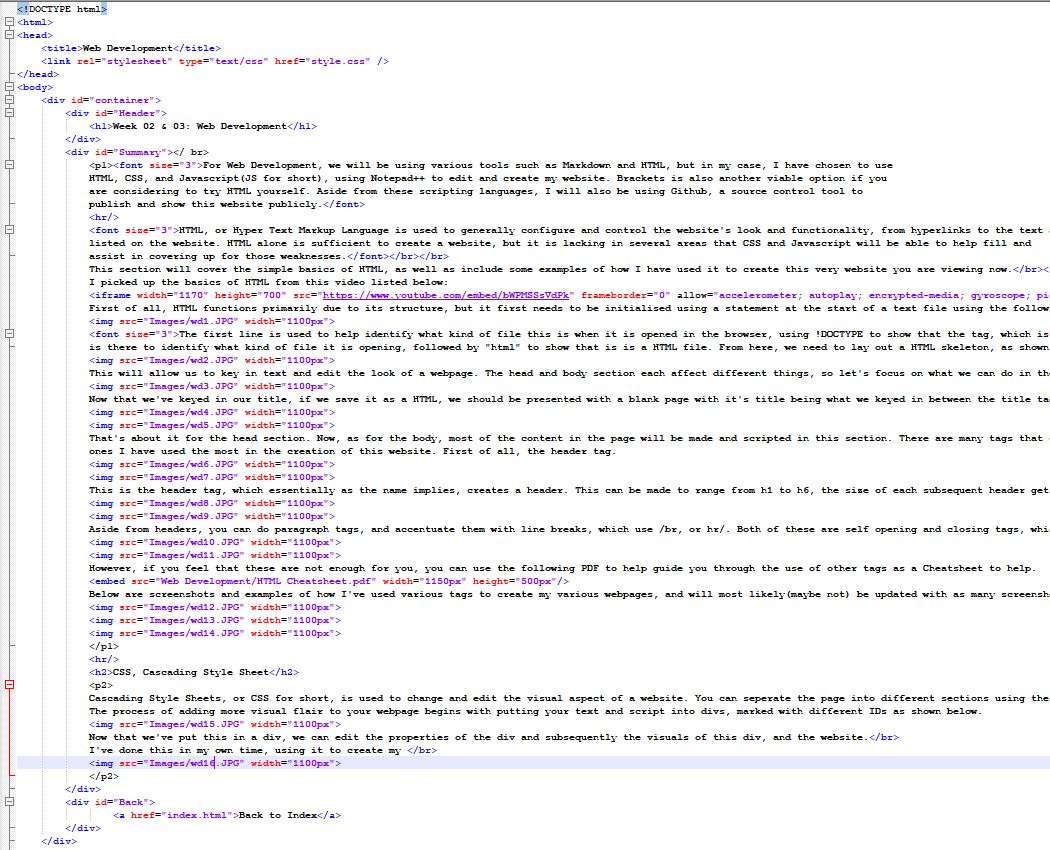 <!DOCTYPE html>
<html>
<head>
<title>Web Development</title>
<link rel="stylesheet" type="text/css" href="style.css" />
</head>
<body>
<div id="container">
<div id="Header">
<h1>Week 02 & 03: Web Development</h1>
</div>
<div id="Summary"></ br>
<p1><font size="3">For Web Development, we will be using various tools such as Markdown and HTML, but in my case, I have chosen to use
HTML, CSS, and Javascript(JS for short), using Notepad++ to edit and create my website. Brackets is also another viable option if you
are considering to try HTML yourself. Aside from these scripting languages, I will also be using Github, a source control tool to
publish and show this website publicly.</font>
<hr/>
<font size="3">HTML, or Hyper Text Markup Language is used to generally configure and control the website's look and functionality, from hyperlinks to the text
listed on the website. HTML alone is sufficient to create a website, but it is lacking in several areas that CSS and Javascript will be able to help fill and
assist in covering up for those weaknesses.</font></br></br>
This section will cover the simple basics of HTML, as well as include some examples of how I have used it to create this very website you are viewing now.</br><
I picked up the basics of HTML from this video listed below:
<iframe width="1170" height="700" src="https://www.youtube.com/embed/bWPMSSsVdPk" frameborder="0" allow="accelerometer; autoplay; encrypted-media; gyroscope; pi
First of all, HTML functions primarily due to its structure, but it first needs to be initialised using a statement at the start of a text file using the follow
<img src="Images/wd1.JPG" width="1100px">
<font size="3">The first line is used to help identify what kind of file this is when it is opened in the browser, using !DOCTYPE to show that the tag, which is
is there to identify what kind of file it is opening, followed by "html" to show that is is a HTML file. From here, we need to lay out a HTML skeleton, as shown
<img src="Images/wd2.JPG" width="1100px">
This will allow us to key in text and edit the look of a webpage. The head and body section each affect different things, so let's focus on what we can do in the
<img src="Images/wd3.JPG" width="1100px">
Now that we've keyed in our title, if we save it as a HTML, we should be presented with a blank page with it's title being what we keyed in between the title ta
<img src="Images/wd4.JPG" width="1100px">
<img src="Images/wd5.JPG" width="1100px">
That's about it for the head section. Now, as for the body, most of the content in the page will be made and scripted in this section. There are many tags that
ones I have used the most in the creation of this website. First of all, the header tag.
<img src="Images/wd6.JPG" width="1100px">
<img src="Images/wd7.JPG" width="1100px">
This is the header tag, which essentially as the name implies, creates a header. This can be made to range from h1 to h6, the size of each subsequent header get
<img src="Images/wd8.JPG" width="1100px">
<img src="Images/wd9.JPG" width="1100px">
Aside from headers, you can do paragraph tags, and accentuate them with line breaks, which use /br, or hr/. Both of these are self opening and closing tags, whi
<img src="Images/wd10.JPG" width="1100px">
<img src="Images/wd11.JPG" width="1100px">
However, if you feel that these are not enough for you, you can use the following PDF to help guide you through the use of other tags as a Cheatsheet to help.
<embed src="Web Development/HTML Cheatsheet.pdf" width="1150px" height="500px"/>
Below are screenshots and examples of how I've used various tags to create my various webpages, and will most likely(maybe not) be updated with as many screensh
<img src="Images/wd12.JPG" width="1100px">
<img src="Images/wd13.JPG" width="1100px">
<img src="Images/wd14.JPG" width="1100px">
</p1>
<hr/>
<h2>CSS, Cascading Style Sheet</h2>
<p2>
Cascading Style Sheets, or CSS for short, is used to change and edit the visual aspect of a website. You can seperate the page into different sections using the
The process of adding more visual flair to your webpage begins with putting your text and script into divs, marked with different IDs as shown below.
<img src="Images/wd15.JPG" width="1100px">
Now that we've put this in a div, we can edit the properties of the div and subsequently the visuals of this div, and the website.</br>
I've done this in my own time, using it to create my </br>
<img src="Images/wd16.JPG" width="1100px">
</p2>
</div>
<div id="Back">
<a href="index.html">Back to Index</a>
</div>
</div>